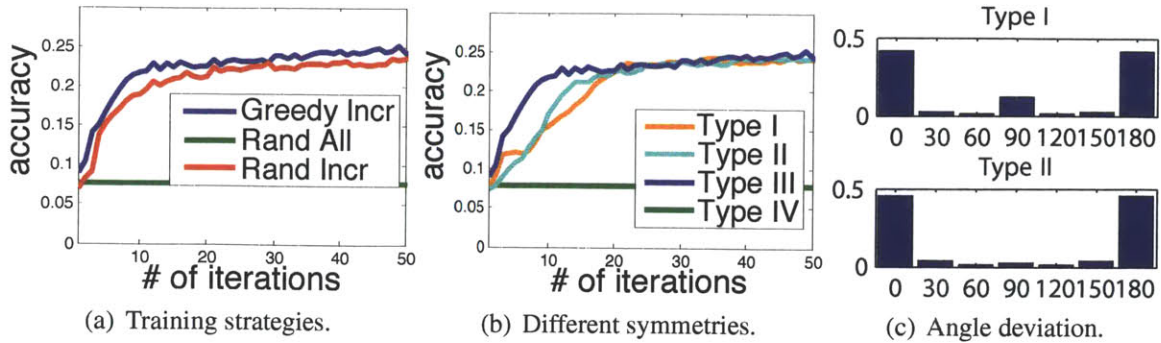 accuracy
0.25
0.2
0.15
0.1
0.05
0
10 20 30 40 50
# of iterations
Greedy Incr
Rand All
Rand Incr
(a) Training strategies.
accuracy
0.25
0.2
0.15
0.1
0.05
0
10 20 30 40 50
# of iterations
Type I
Type II
Type III
Type IV
(b) Different symmetries.
Type I
0.5
0
0 30 60 90 120150180
Type II
0.5
0
0 30 60 90 120150180
(c) Angle deviation.